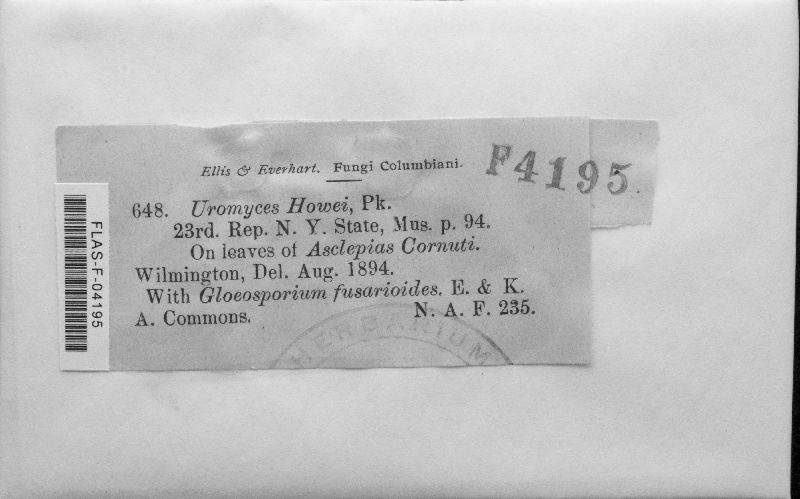 Ellis & Everhart. Fungi Columbiani.
F4195
648. Uromyces Howei, Pk.
23rd. Rep. N. Y. State, Mus. p. 94.
On leaves of Asclepias Cornuti.
Wilmington, Del. Aug. 1894.
With Gloeosporium fusarioides. E. & K.
N. A. F. 235.
A. Commons.
HERBARIUM
FLAS-F-04195